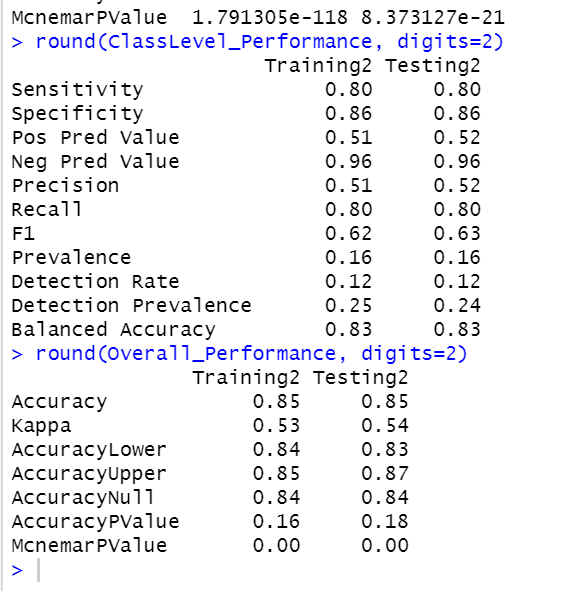 McnemarPValue  1.791305e-118 8.373127e-21
> round(ClassLevel_Performance, digits=2)
                     Training2 Testing2
Sensitivity               0.80     0.80
Specificity               0.86     0.86
Pos Pred Value            0.51     0.52
Neg Pred Value            0.96     0.96
Precision                 0.51     0.52
Recall                    0.80     0.80
F1                        0.62     0.63
Prevalence                0.16     0.16
Detection Rate            0.12     0.12
Detection Prevalence      0.25     0.24
Balanced Accuracy         0.83     0.83
> round(Overall_Performance, digits=2)
               Training2 Testing2
Accuracy            0.85     0.85
Kappa               0.53     0.54
AccuracyLower       0.84     0.83
AccuracyUpper       0.85     0.87
AccuracyNull        0.84     0.84
AccuracyPValue      0.16     0.18
McnemarPValue       0.00     0.00
>